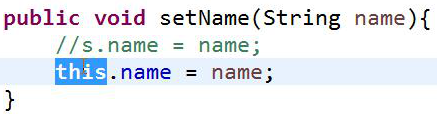 public void setName(String name){
//s.name = name;
this.name = name;
}